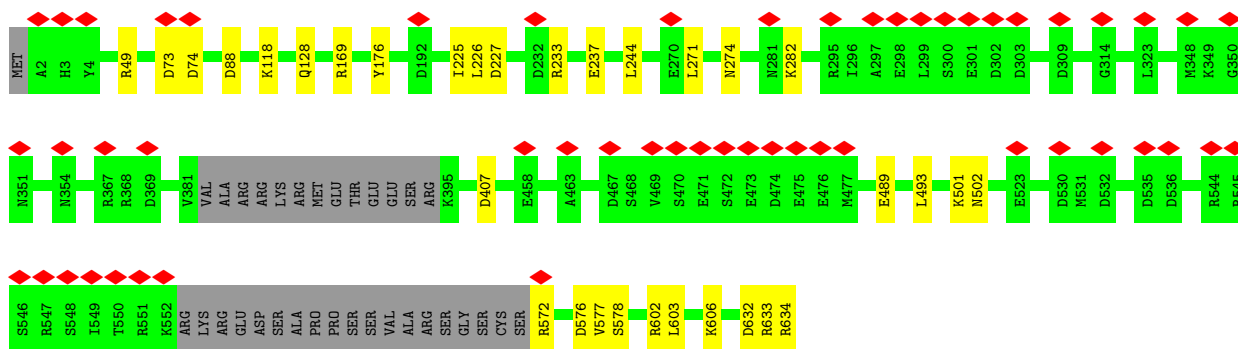 MET A2 H3 Y4 R49 D73 D74 D88 K118 Q128 R169 Y176 D192 I225 L226 D227 D232 R233 E237 L244 E270 L271 N274 N281 K282 R295 I296 A297 E298 L299 S300 E301 D302 D303 D309 G314 L323 M348 K349 G350
N351 N354 R367 R368 D369 V381 VAL ALA ARG ARG LYS ARG MET GLU THR GLU GLU SER ARG K395 D407 E458 A463 D467 S468 V469 S470 E471 S472 E473 D474 E475 E476 M477 E489 L493 K501 N502 E523 D530 M531 D532 D535 D536 R544 R545
S546 R547 S548 I549 T550 R551 K552 ARG LYS ARG GLU ASP SER ALA PRO PRO SER SER VAL ALA ARG SER GLY SER CYS SER R572 D576 V577 S578 R602 L603 K606 D632 R633 R634